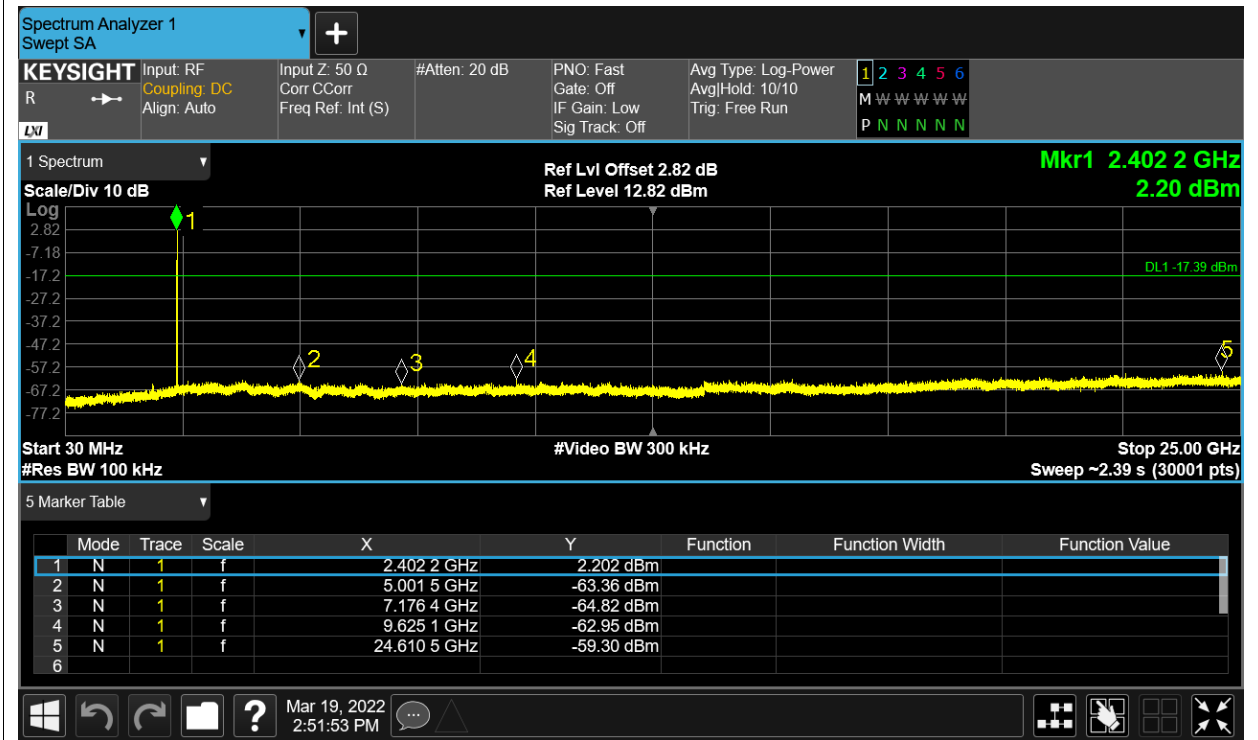 Spectrum Analyzer 1
Swept SA
KEYSIGHT
R
LXI
Input: RF
Coupling: DC
Align: Auto
Input Z: 50 Ω
Corr CCorr
Freq Ref: Int (S)
#Atten: 20 dB
PNO: Fast
Gate: Off
IF Gain: Low
Sig Track: Off
Avg Type: Log-Power
Avg|Hold: 10/10
Trig: Free Run
1 2 3 4 5 6
M W W W W W
P N N N N N
1 Spectrum
Scale/Div 10 dB
Ref Lvl Offset 2.82 dB
Ref Level 12.82 dBm
Mkr1 2.402 2 GHz
2.20 dBm
Log
1
2.82
-7.18
-17.2
DL1 -17.39 dBm
-27.2
-37.2
-47.2
-57.2
2
3
4
5
-67.2
-77.2
Start 30 MHz
#Video BW 300 kHz
Stop 25.00 GHz
#Res BW 100 kHz
Sweep ~2.39 s (30001 pts)
5 Marker Table
Mode Trace Scale X Y Function Function Width Function Value
1 N 1 f 2.402 2 GHz 2.202 dBm
2 N 1 f 5.001 5 GHz -63.36 dBm
3 N 1 f 7.176 4 GHz -64.82 dBm
4 N 1 f 9.625 1 GHz -62.95 dBm
5 N 1 f 24.610 5 GHz -59.30 dBm
6
?
Mar 19, 2022
2:51:53 PM